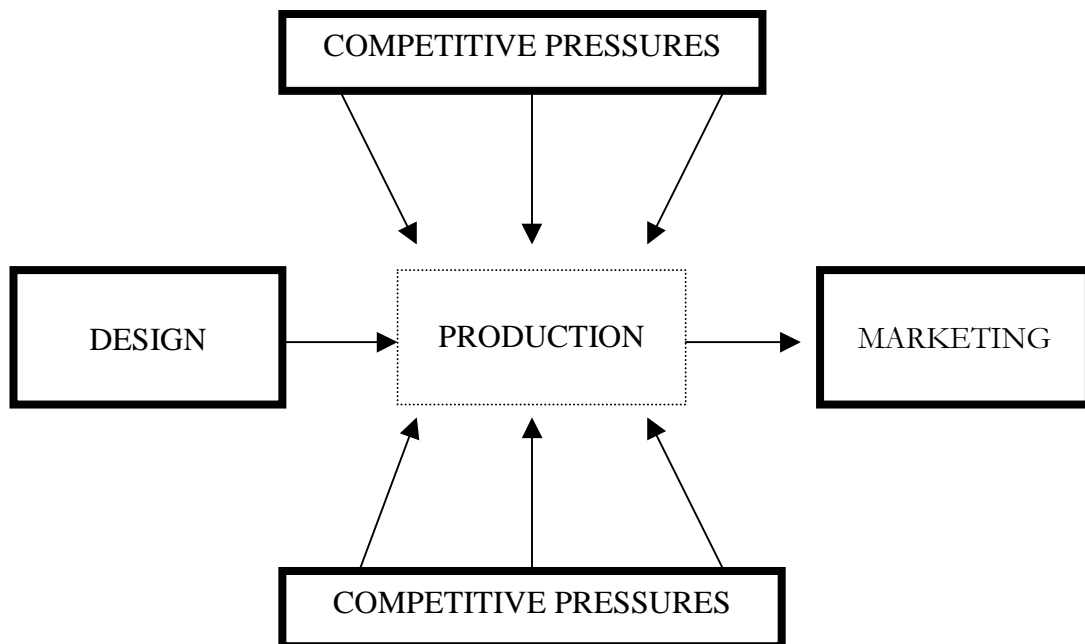 COMPETITIVE PRESSURES
DESIGN
PRODUCTION
MARKETING
COMPETITIVE PRESSURES